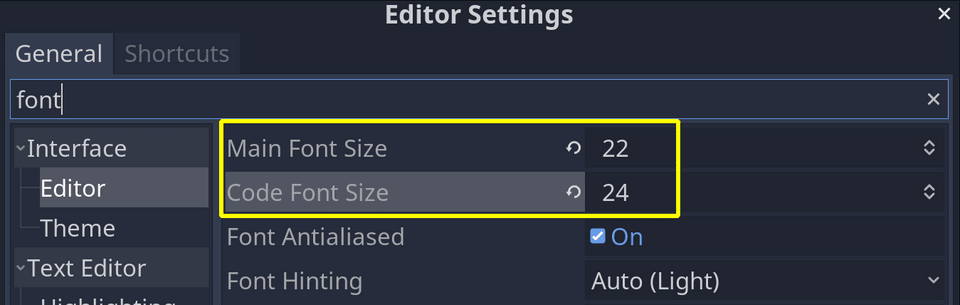 Editor Settings
General Shortcuts
font
Interface
Editor
Theme
Text Editor
Highlighting
Main Font Size 22
Code Font Size 24
Font Antialiased On
Font Hinting Auto (Light)